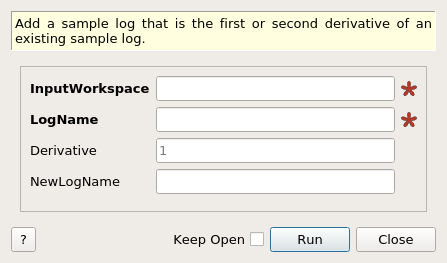 Add a sample log that is the first or second derivative of an
existing sample log.
InputWorkspace
LogName
Derivative 1
NewLogName
? Keep Open Run Close